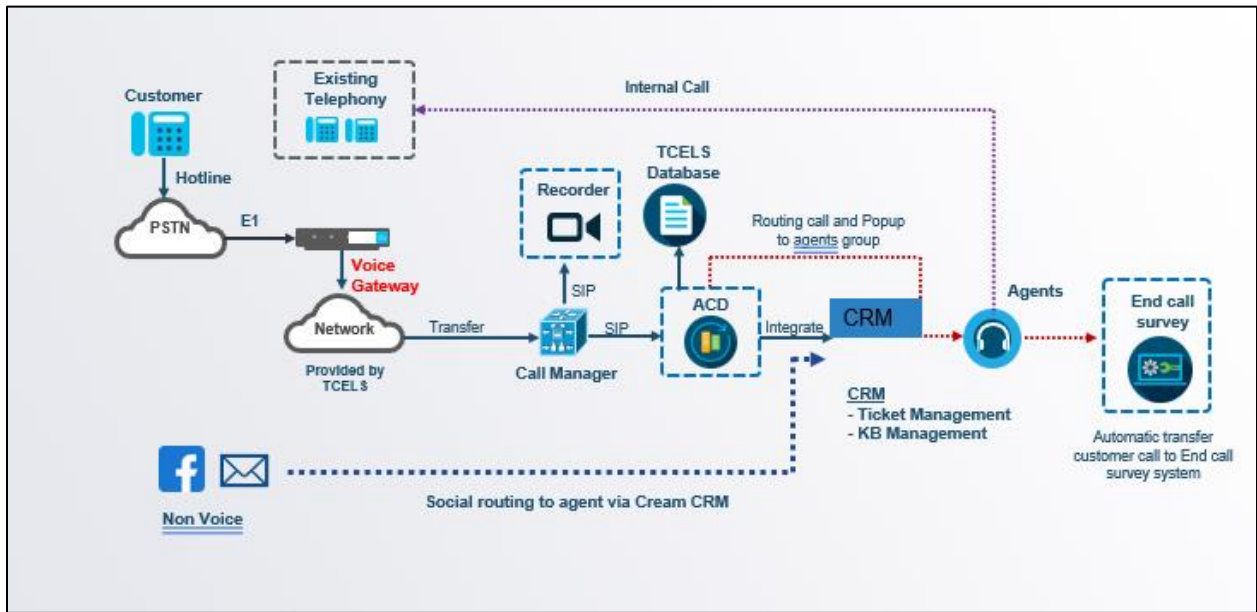 Customer
Existing
Telephony
Internal Call
Hotline
PSTN
E1
Voice
Gateway
Network
Provided by
TCELS
Transfer
Recorder
SIP
Call Manager
SIP
TCELS
Database
ACD
Routing call and Popup
to agents group
Integrate
CRM
CRM
- Ticket Management
- KB Management
Agents
End call
survey
Automatic transfer
customer call to End call
survey system
Non Voice
Social routing to agent via Cream CRM